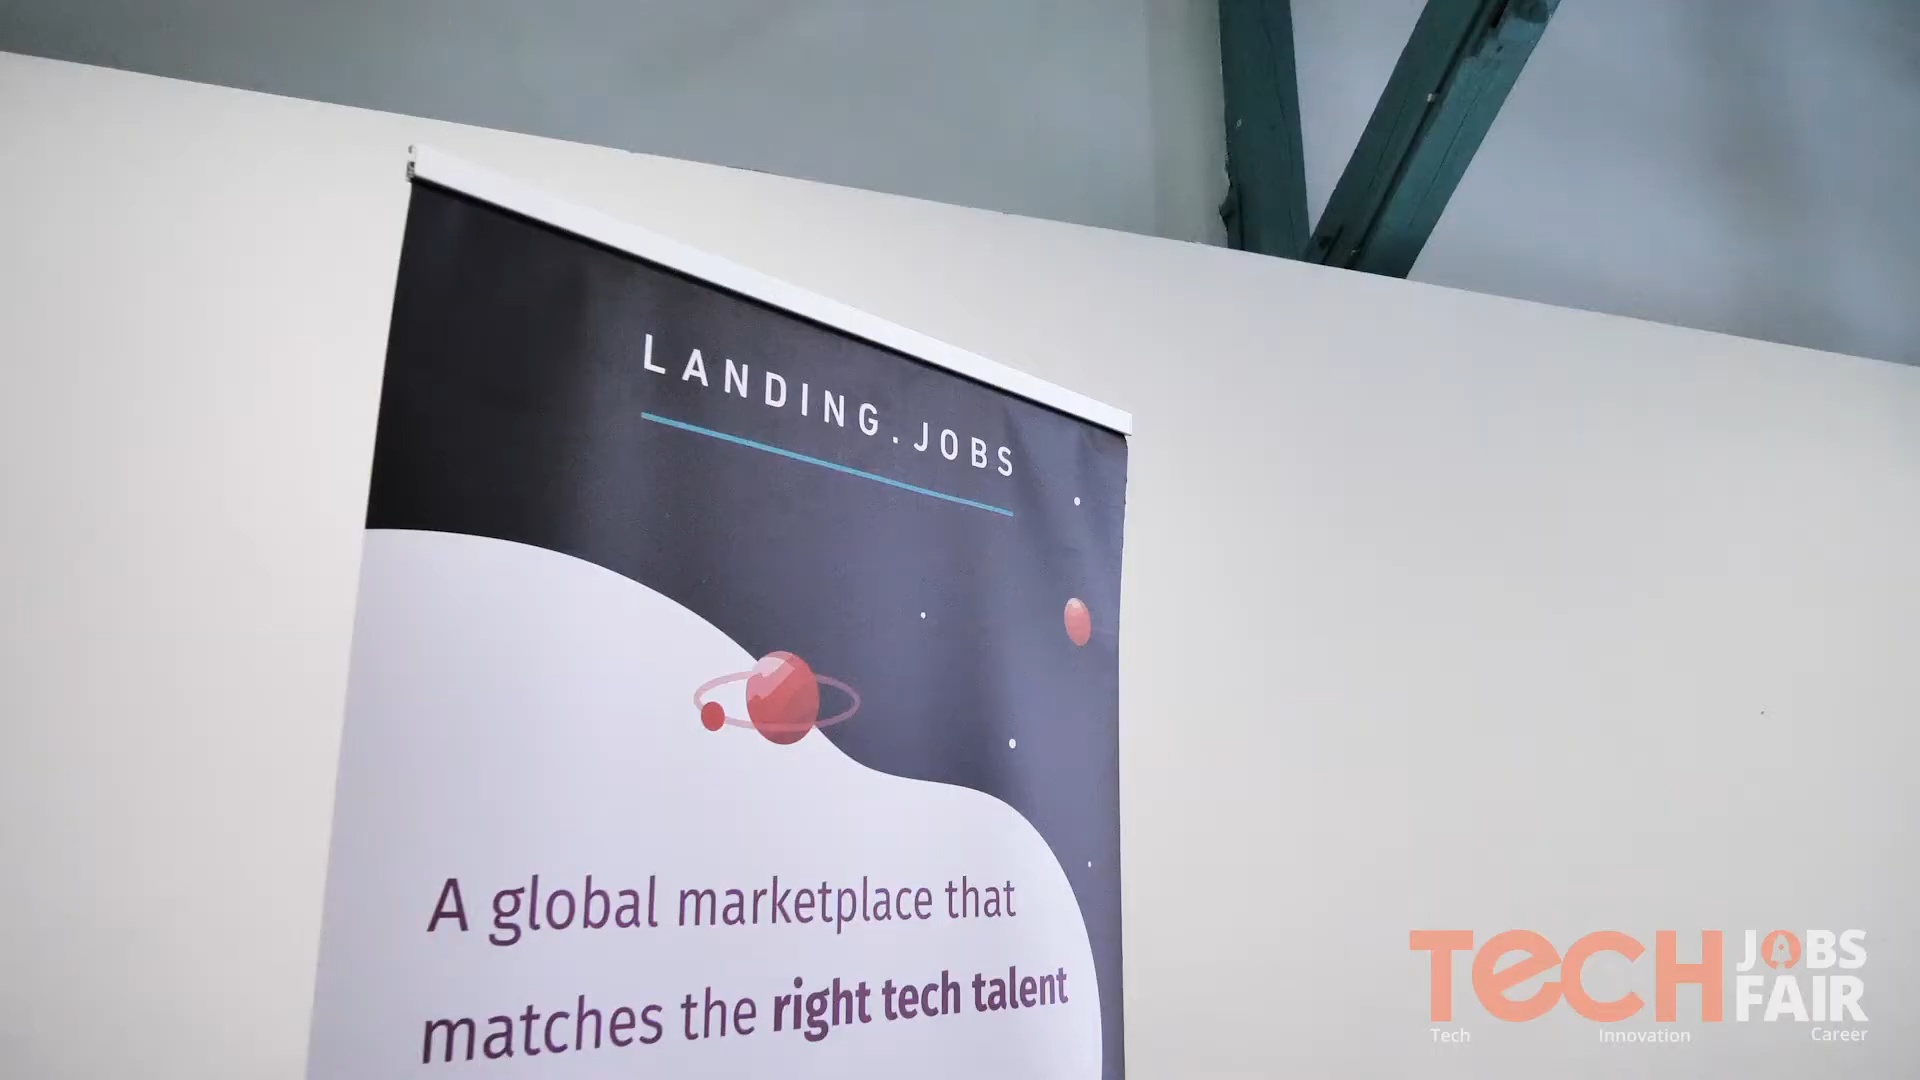 LANDING.JOBS
A global marketplace that
matches the right tech talent
TECH JOBS
FAIR
Tech Innovation Career